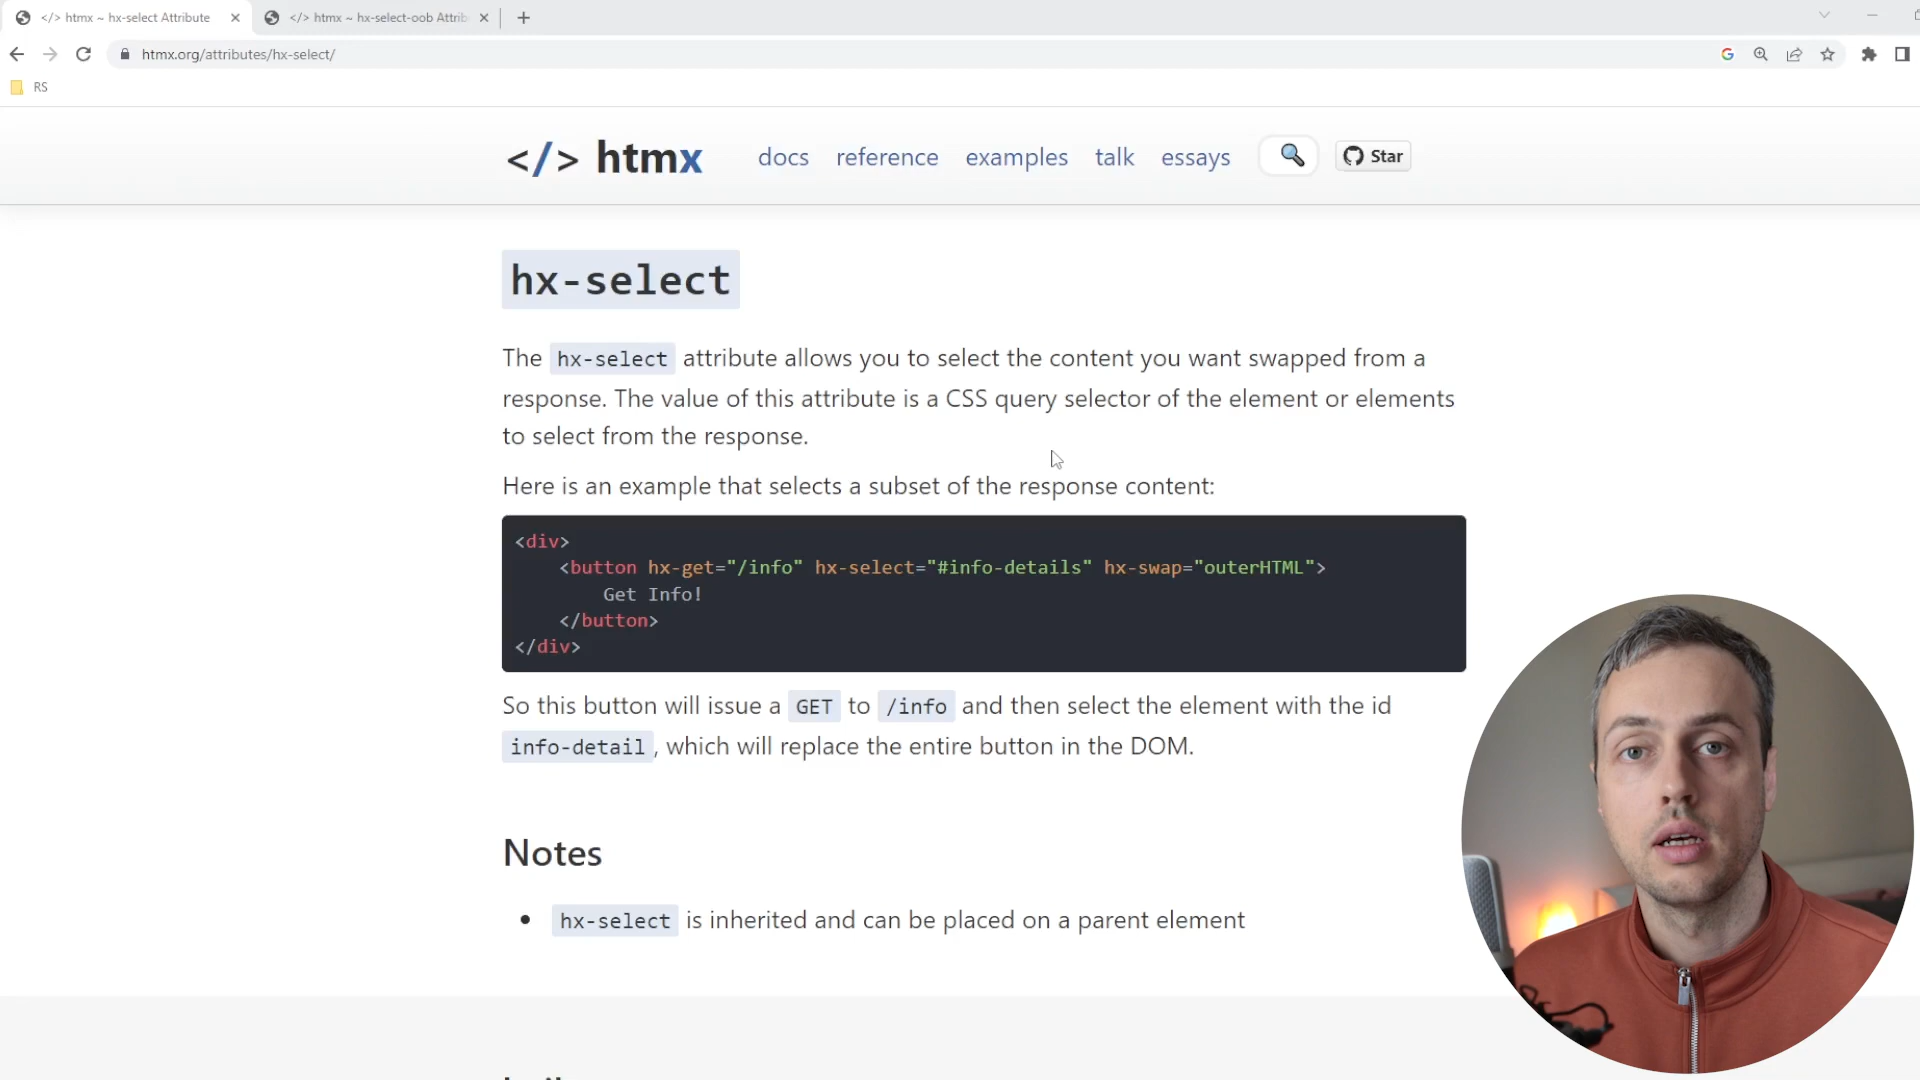 </> htmx ~ hx-select Attribute
</> htmx ~ hx-select-oob Attrib
htmx.org/attributes/hx-select/
RS
</> htmx docs reference examples talk essays Star
hx-select
The hx-select attribute allows you to select the content you want swapped from a
response. The value of this attribute is a CSS query selector of the element or elements
to select from the response.
Here is an example that selects a subset of the response content:
<div>
<button hx-get="/info" hx-select="#info-details" hx-swap="outerHTML">
Get Info!
</button>
</div>
So this button will issue a GET to /info and then select the element with the id
info-detail, which will replace the entire button in the DOM.
Notes
• hx-select is inherited and can be placed on a parent element